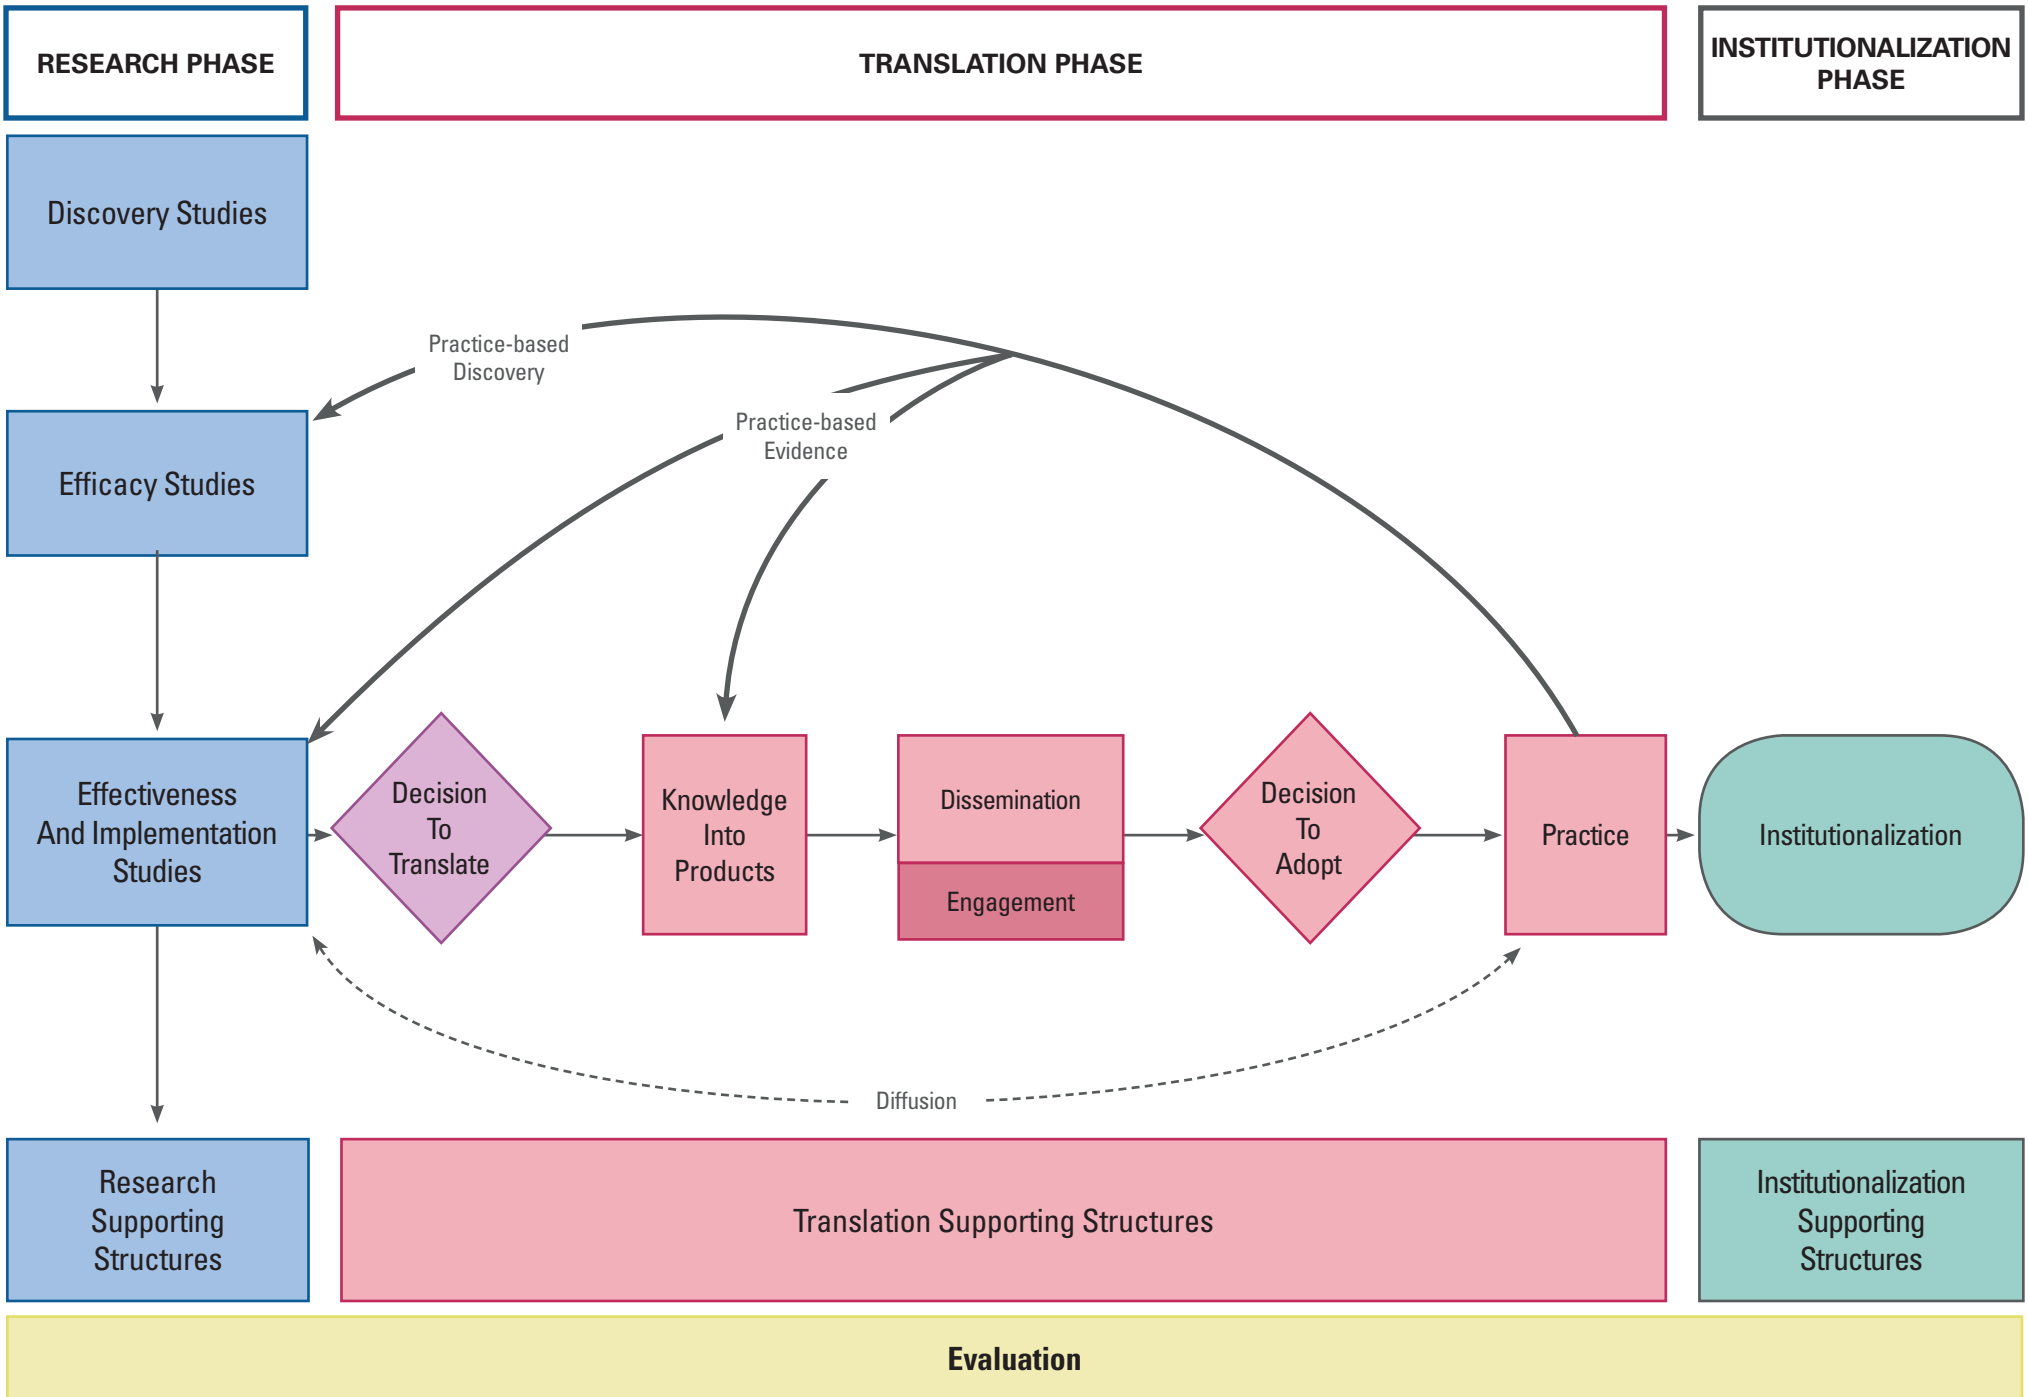 RESEARCH PHASE
TRANSLATION PHASE
INSTITUTIONALIZATION
PHASE
Discovery Studies
Practice-based
Discovery
Practice-based
Evidence
Efficacy Studies
Effectiveness
And Implementation
Studies
Decision
To
Translate
Knowledge
Into
Products
Dissemination
Engagement
Decision
To
Adopt
Practice
Institutionalization
Diffusion
Research
Supporting
Structures
Translation Supporting Structures
Institutionalization
Supporting
Structures
Evaluation